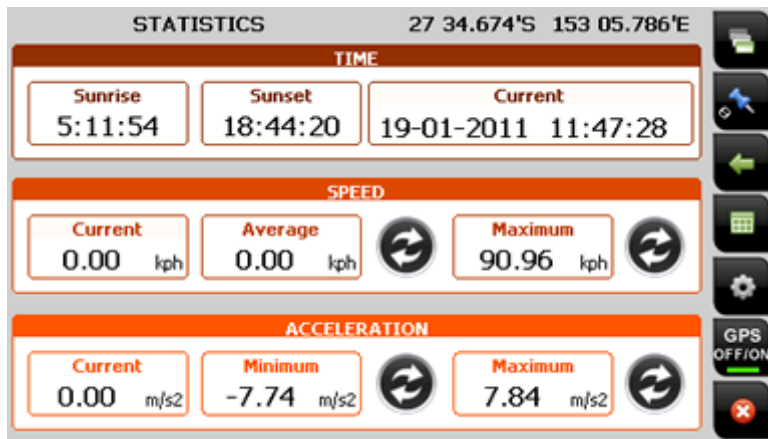 STATISTICS 27 34.674'S 153 05.786'E
TIME
Sunrise Sunset Current
5:11:54 18:44:20 19-01-2011 11:47:28
SPEED
Current Average Maximum
0.00 kph 0.00 kph 90.96 kph
ACCELERATION
Current Minimum Maximum
0.00 m/s2 -7.74 m/s2 7.84 m/s2
GPS
OFF/ON